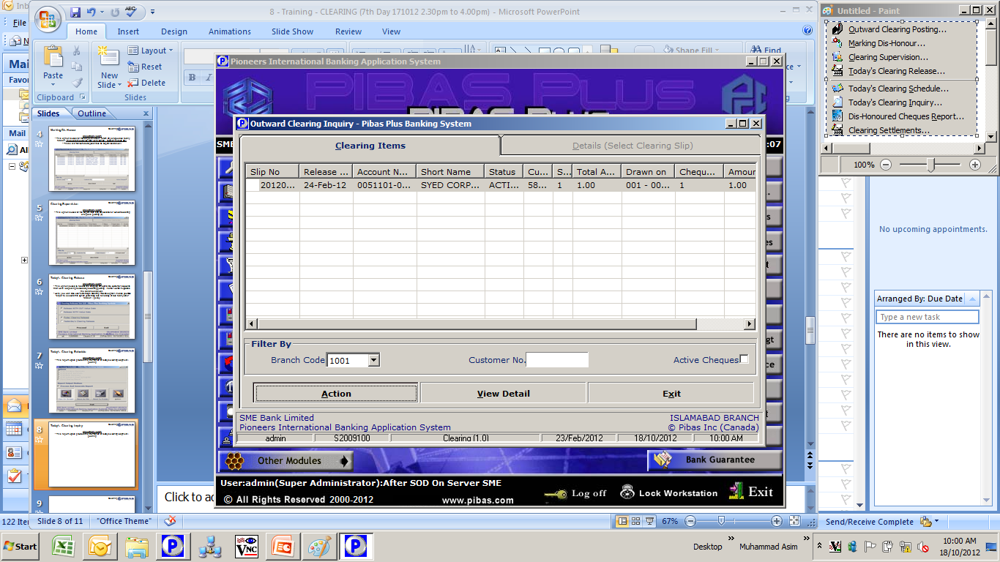 Inb
8 - Training - CLEARING (7th Day 171012 2.30pm to 4.00pm) - Microsoft PowerPoint
File
Home Insert Design Animations Slide Show Review View
Paste
Clipboard
New Slide
Layout
Reset
Delete
Slides
B I
Shape Fill
Find
Mai
Favor
Mail
All
Slides Outline
4
5
6
Today's Clearing Release
7
8
Today's Clearing Inquiry
9
Click to ac
122 Iter
Slide 8 of 11 "Office Theme"
67%
Pioneers International Banking Application System
PIBAS PLUS
SME
:07
Outward Clearing Inquiry - Pibas Plus Banking System
Clearing Items
Details (Select Clearing Slip)
Slip No Release ... Account N... Short Name Status Cu... S... Total A... Drawn on Chequ... Amour
20120... 24-Feb-12 0051101-0... SYED CORP... ACTI... 58... 1 1.00 001 - 00... 1 1.00
Filter By
Branch Code 1001 Customer No. Active Cheques
Action View Detail Exit
SME Bank Limited ISLAMABAD BRANCH
Pioneers International Banking Application System © Pibas Inc (Canada)
admin S2009100 Clearing (1.0) 23/Feb/2012 18/10/2012 10:00 AM
Other Modules
Bank Guarantee
User:admin(Super Administrator):After SOD On Server SME
© All Rights Reserved 2000-2012
www.pibas.com
Log off
Lock Workstation
Exit
Untitled - Paint
Outward Clearing Posting...
Marking Dis-Honour...
Clearing Supervision...
Today's Clearing Release...
Today's Clearing Schedule...
Today's Clearing Inquiry...
Dis-Honoured Cheques Report...
Clearing Settlements...
100%
No upcoming appointments.
Arranged By: Due Date
Type a new task
There are no items to show
in this view.
Send/Receive Complete
Start
VNC
Desktop
Muhammad Asim
10:00 AM
18/10/2012